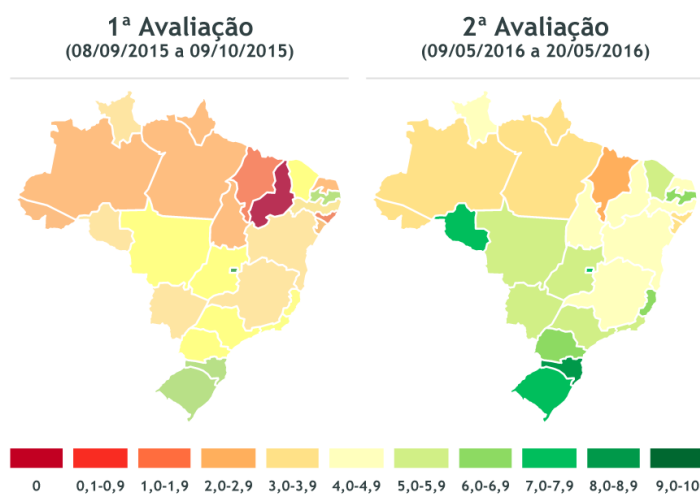 1ª Avaliação
(08/09/2015 a 09/10/2015)
2ª Avaliação
(09/05/2016 a 20/05/2016)
0 0,1-0,9 1,0-1,9 2,0-2,9 3,0-3,9 4,0-4,9 5,0-5,9 6,0-6,9 7,0-7,9 8,0-8,9 9,0-10